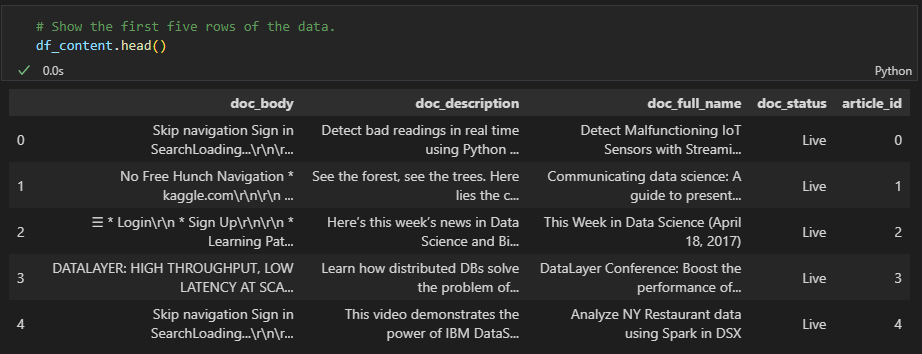 # Show the first five rows of the data.
df_content.head()
✓ 0.0s Python
doc_body doc_description doc_full_name doc_status article_id
0 Skip navigation Sign in SearchLoading...\r\n\r... Detect bad readings in real time using Python ... Detect Malfunctioning IoT Sensors with Streami... Live 0
1 No Free Hunch Navigation * kaggle.com\r\n\r\n ... See the forest, see the trees. Here lies the c... Communicating data science: A guide to present... Live 1
2 ☰ * Login\r\n * Sign Up\r\n\r\n * Learning Pat... Here’s this week’s news in Data Science and Bi... This Week in Data Science (April 18, 2017) Live 2
3 DATALAYER: HIGH THROUGHPUT, LOW LATENCY AT SCA... Learn how distributed DBs solve the problem of... DataLayer Conference: Boost the performance of... Live 3
4 Skip navigation Sign in SearchLoading...\r\n\r... This video demonstrates the power of IBM DataS... Analyze NY Restaurant data using Spark in DSX Live 4